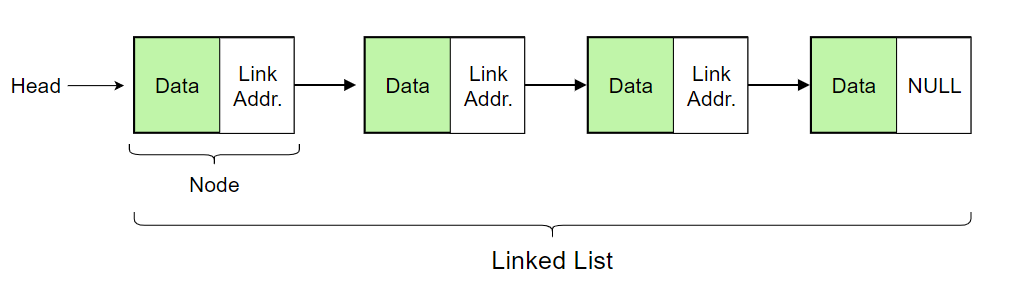 Head
Data
Link
Addr.
Data
Link
Addr.
Data
Link
Addr.
Data
NULL
Node
Linked List